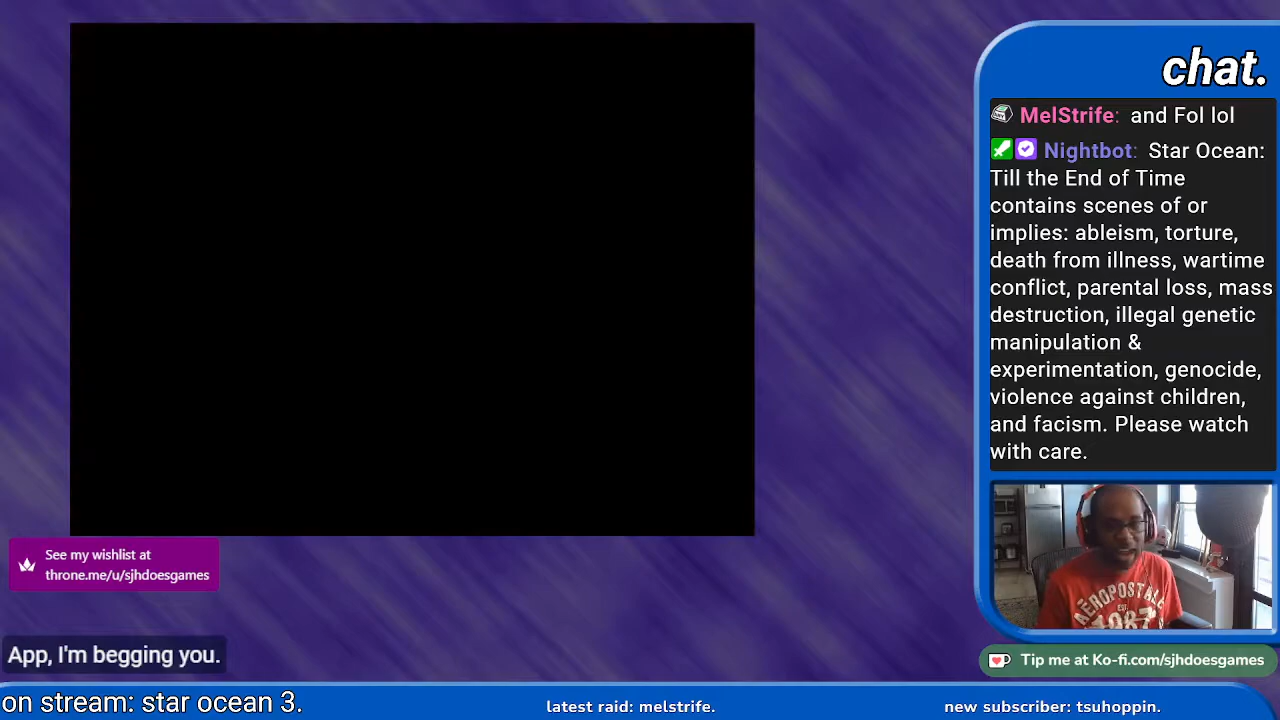 chat.
MelStrife: and Fol lol
Nightbot: Star Ocean:
Till the End of Time
contains scenes of or
implies: ableism, torture,
death from illness, wartime
conflict, parental loss, mass
destruction, illegal genetic
manipulation &
experimentation, genocide,
violence against children,
and facism. Please watch
with care.
See my wishlist at
throne.me/u/sjhdoesgames
AÉROPOSTALE
1987
App, I'm begging you.
Tip me at Ko-fi.com/sjhdoesgames
on stream: star ocean 3.
latest raid: melstrife.
new subscriber: tsuhoppin.